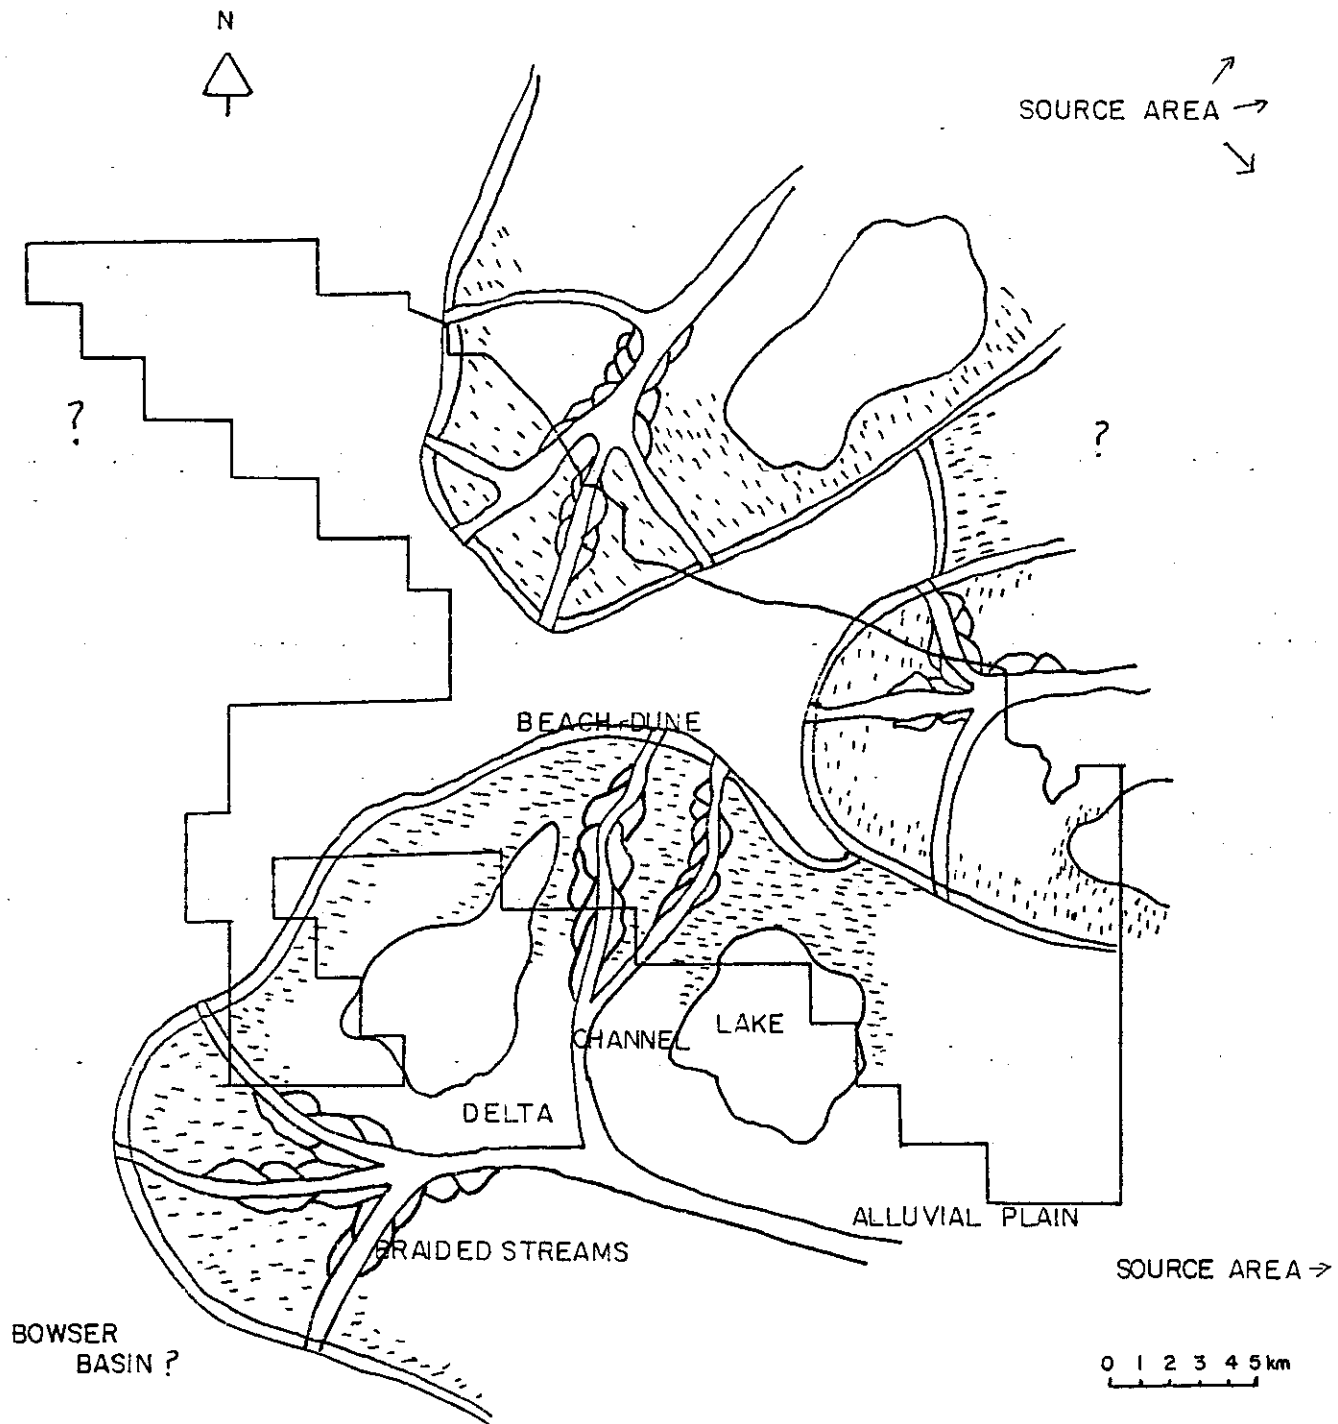 N
SOURCE AREA
?
?
BEACH-DUNE
CHANNEL
LAKE
DELTA
ALLUVIAL PLAIN
BRAIDED STREAMS
SOURCE AREA
BOWSER
BASIN ?
0 1 2 3 4 5 km